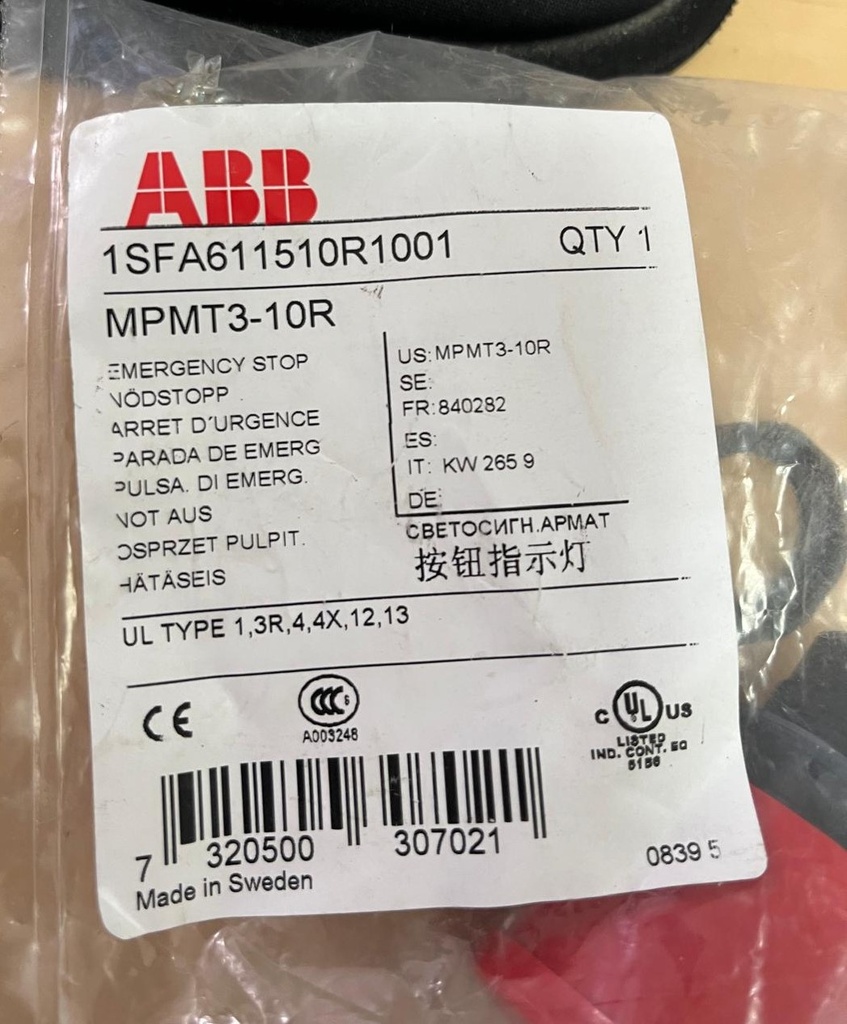 ABB
1SFA611510R1001 QTY 1
MPMT3-10R
EMERGENCY STOP
NÖDSTOPP
ARRET D'URGENCE
PARADA DE EMERG
PULSA. DI EMERG.
NOT AUS
OSPRZET PULPIT.
HÄTÄSEIS
US:MPMT3-10R
SE:
FR:840282
ES:
IT: KW 265 9
DE:
СВЕТОСИГН.АРМАТ
按钮指示灯
UL TYPE 1,3R,4,4X,12,13
CE
CCC S
A003248
C UL US
LISTED
IND. CONT. EQ
5156
7 320500 307021
Made in Sweden
0839 5